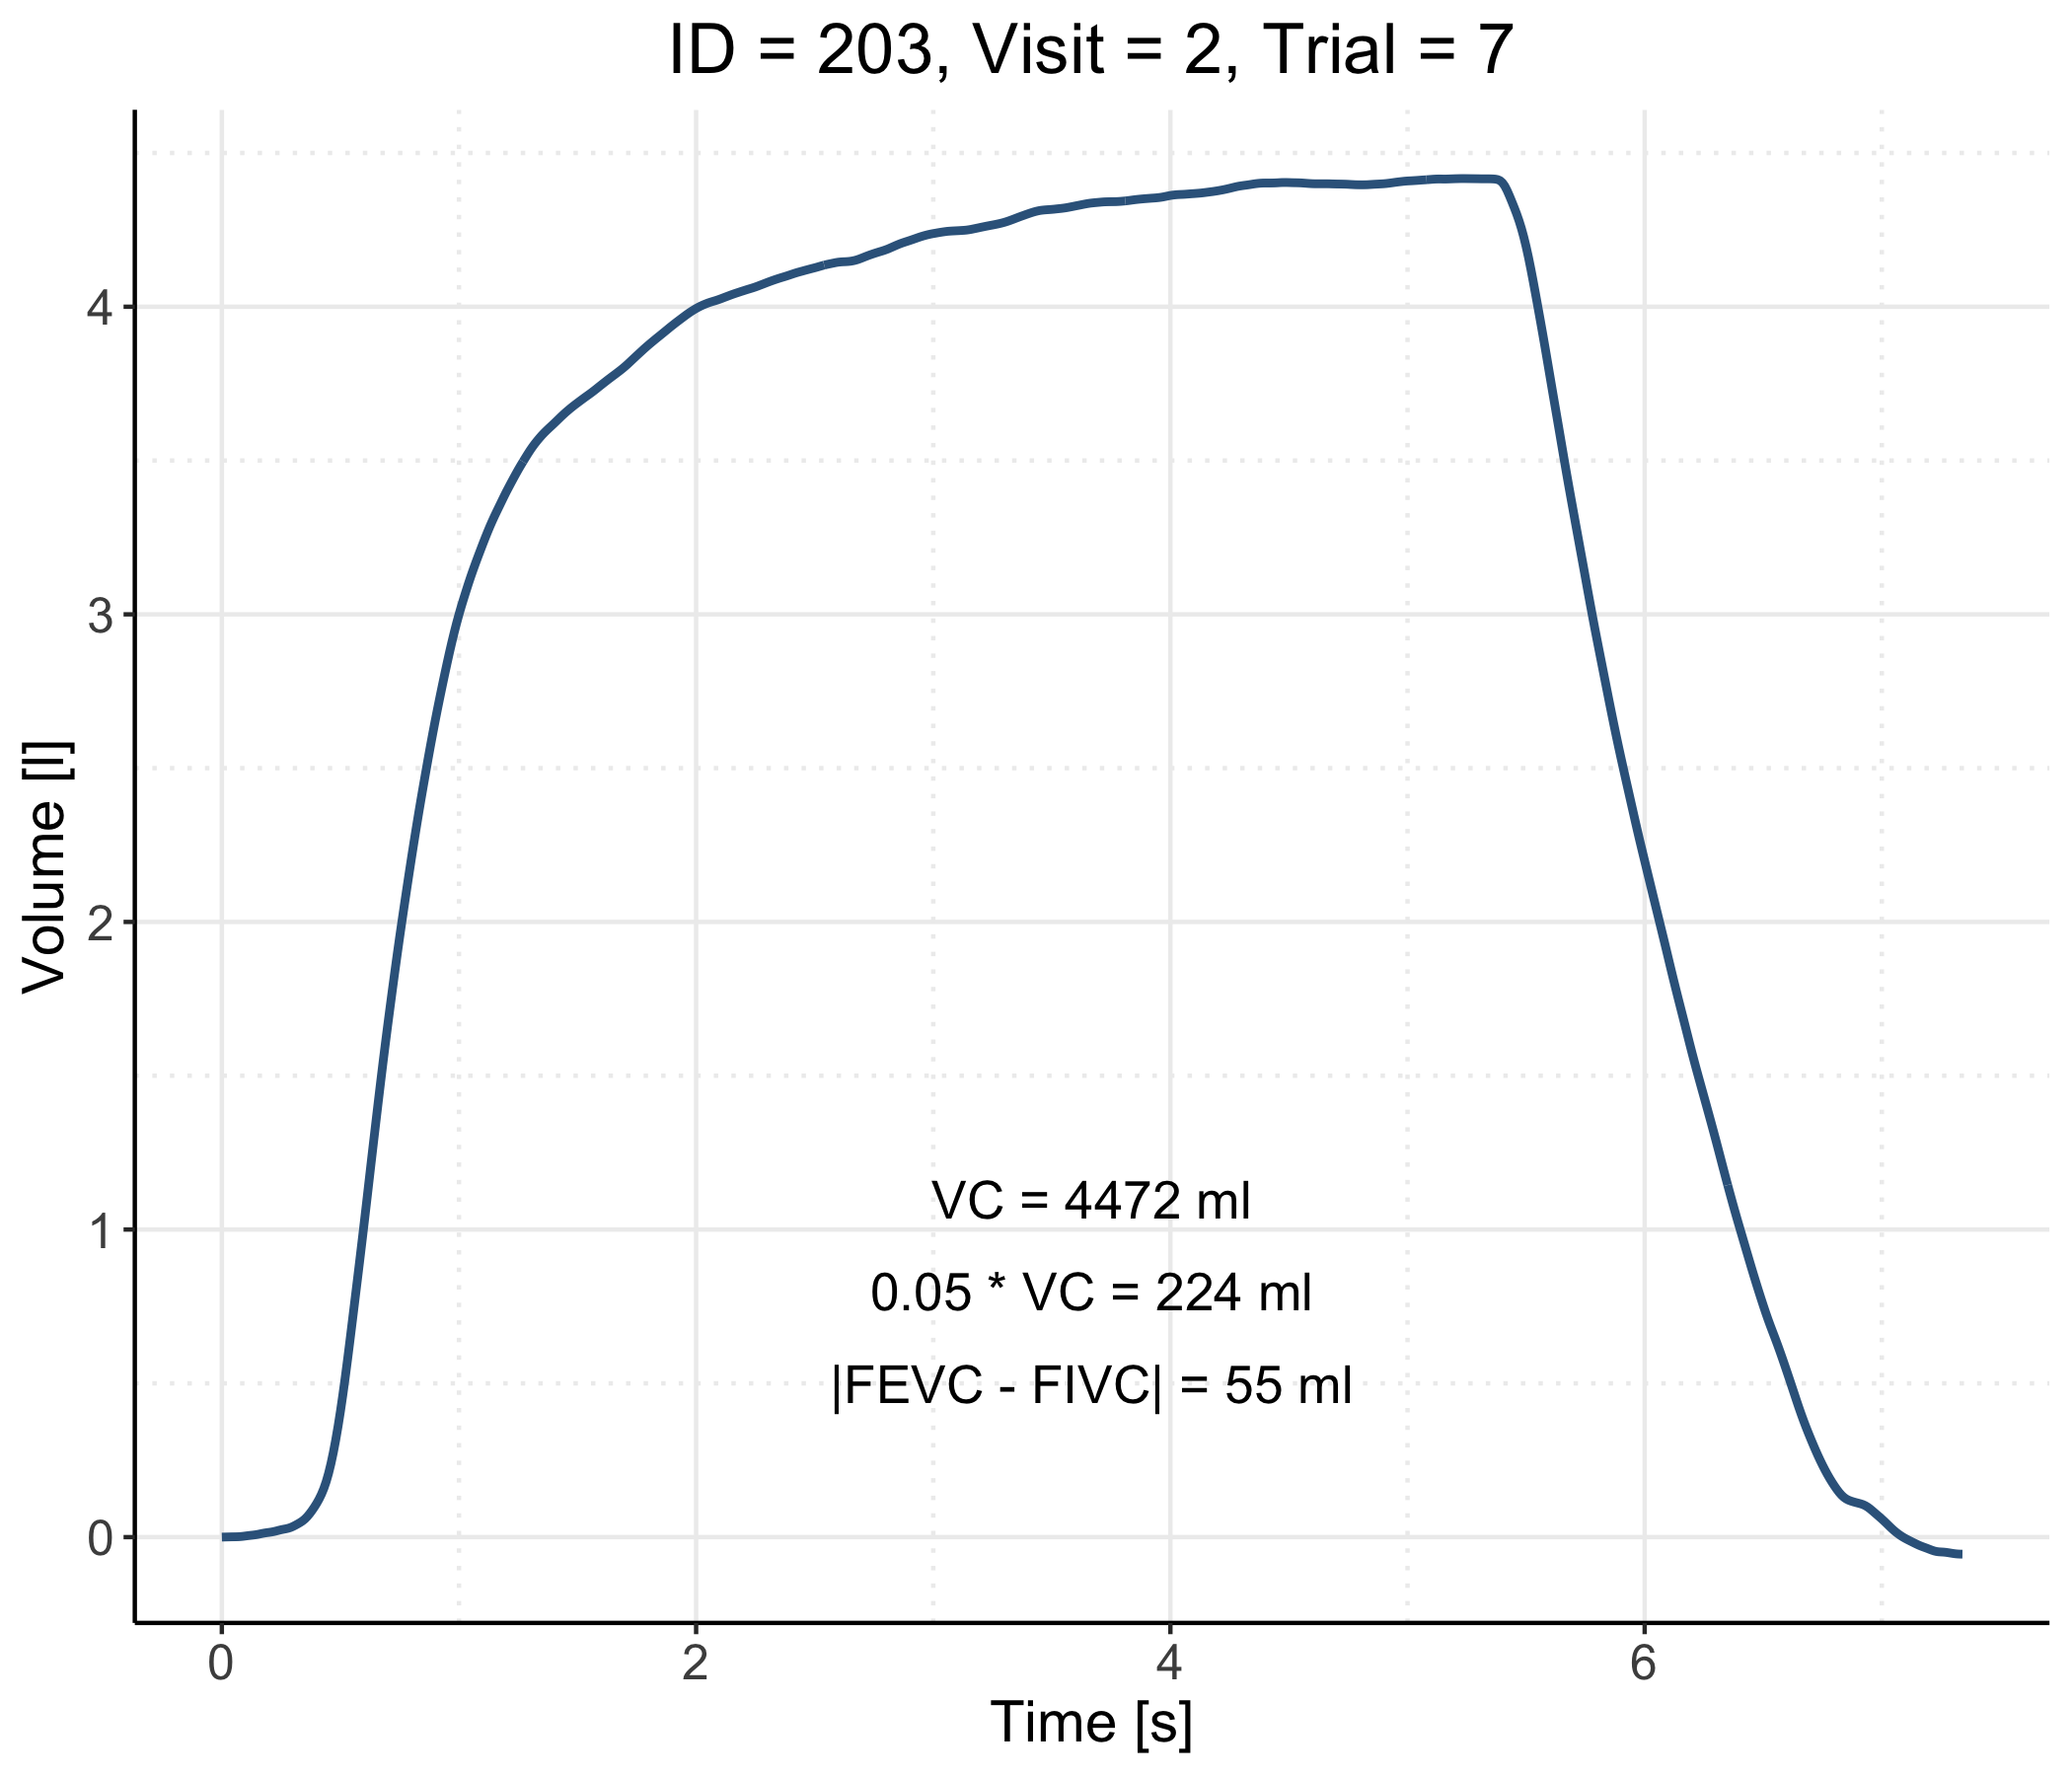 ID = 203, Visit = 2, Trial = 7
Volume [l]
4
3
2
1
0
VC = 4472 ml
0.05 * VC = 224 ml
|FEVC - FIVC| = 55 ml
0 2 4 6
Time [s]